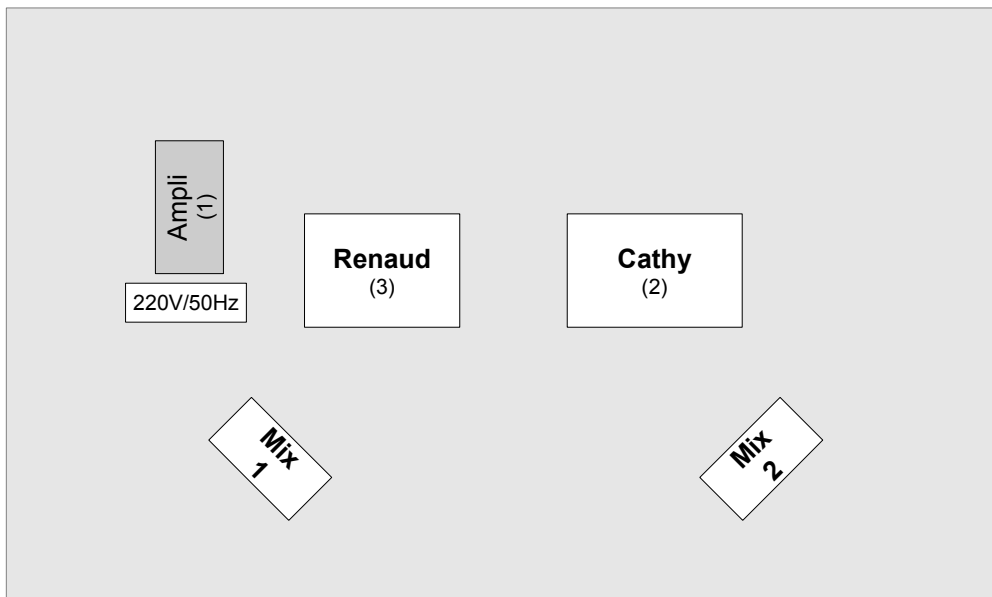 Ampli
(1)
220V/50Hz
Renaud
(3)
Cathy
(2)
Mix
1
Mix
2